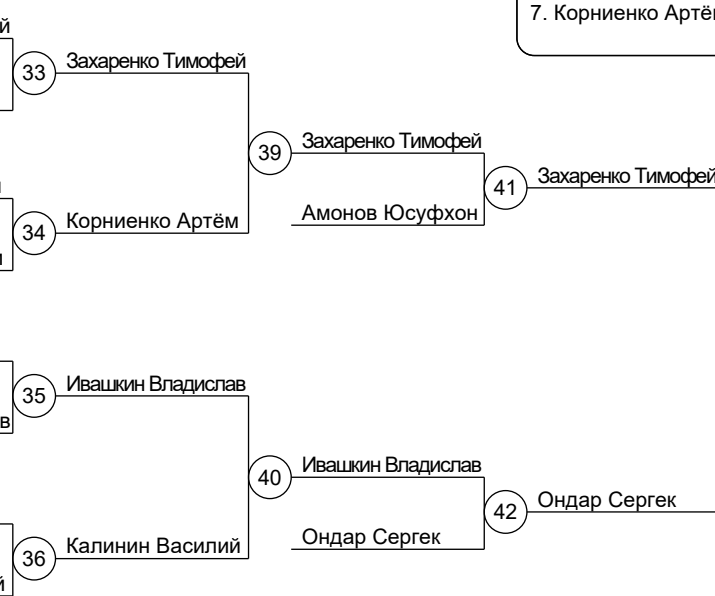 7. Корниенко Артём
й
33
Захаренко Тимофей
39
Захаренко Тимофей
41
Захаренко Тимофей
34
Корниенко Артём
Амонов Юсуфхон
35
Ивашкин Владислав
в
40
Ивашкин Владислав
42
Ондар Сергек
36
Калинин Василий
Ондар Сергек
й